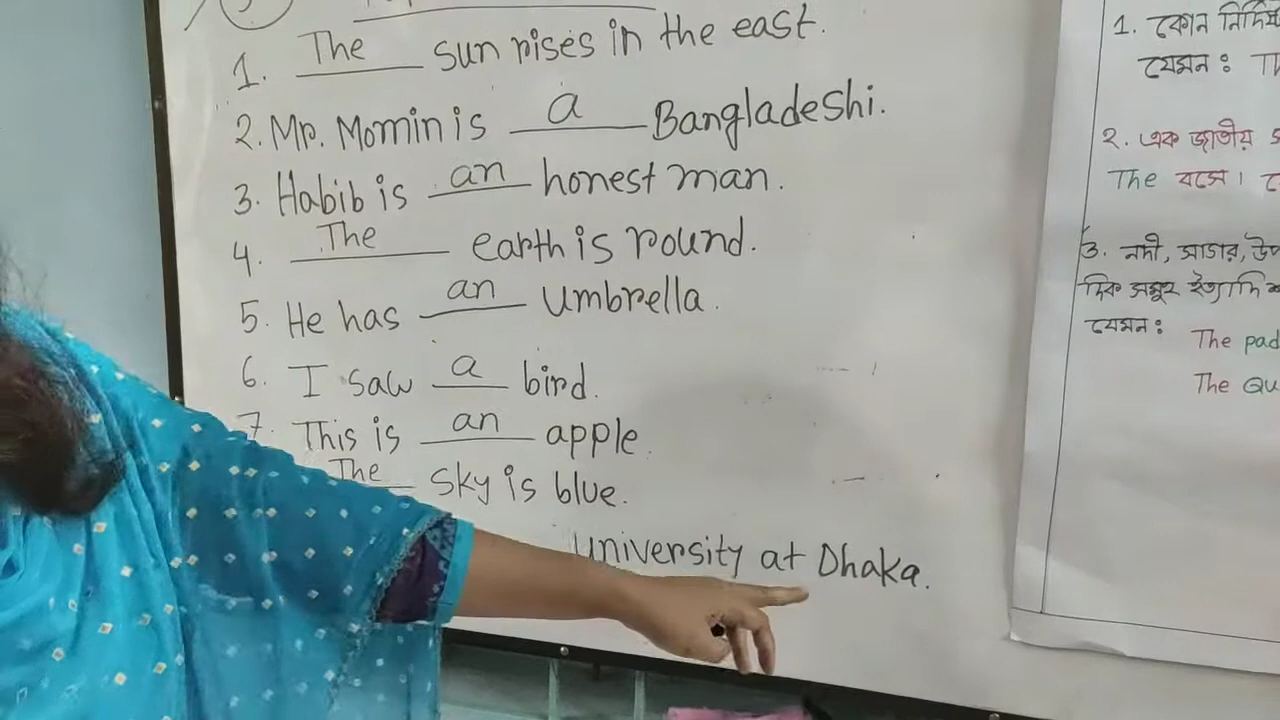 1. The sun rises in the east.
2. Mr. Momin is a Bangladeshi.
3. Habib is an honest man.
4. The earth is round.
5. He has an umbrella.
6. I saw a bird.
7. This is an apple.
The sky is blue.
University at Dhaka.
1. কোন
যেমন : Th
২. এক জাতীয়
The বসে।
৩. নদী, সাগর,
দিক সমূহ ইত্যাদি
যেমন :
The pad
The Qu